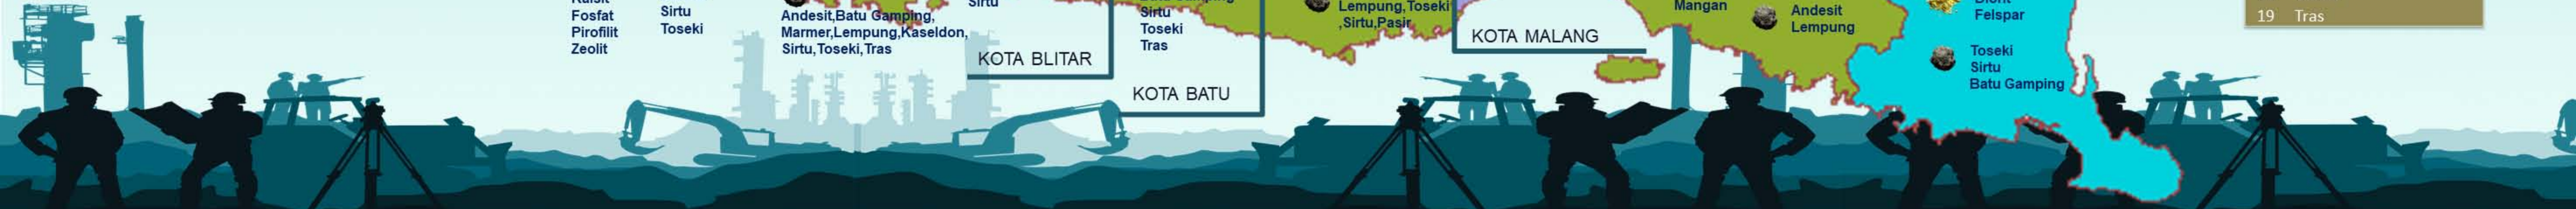 Fosfat
Pirofilit
Zeolit
Sirtu
Toseki
Andesit,Batu Gamping,
Marmer,Lempung,Kaseldon,
Sirtu,Toseki,Tras
Sirtu
KOTA BLITAR
Sirtu
Toseki
Tras
KOTA BATU
Lempung,Toseki
,Sirtu,Pasir
KOTA MALANG
Mangan
Andesit
Lempung
Felspar
Toseki
Sirtu
Batu Gamping
19 Tras